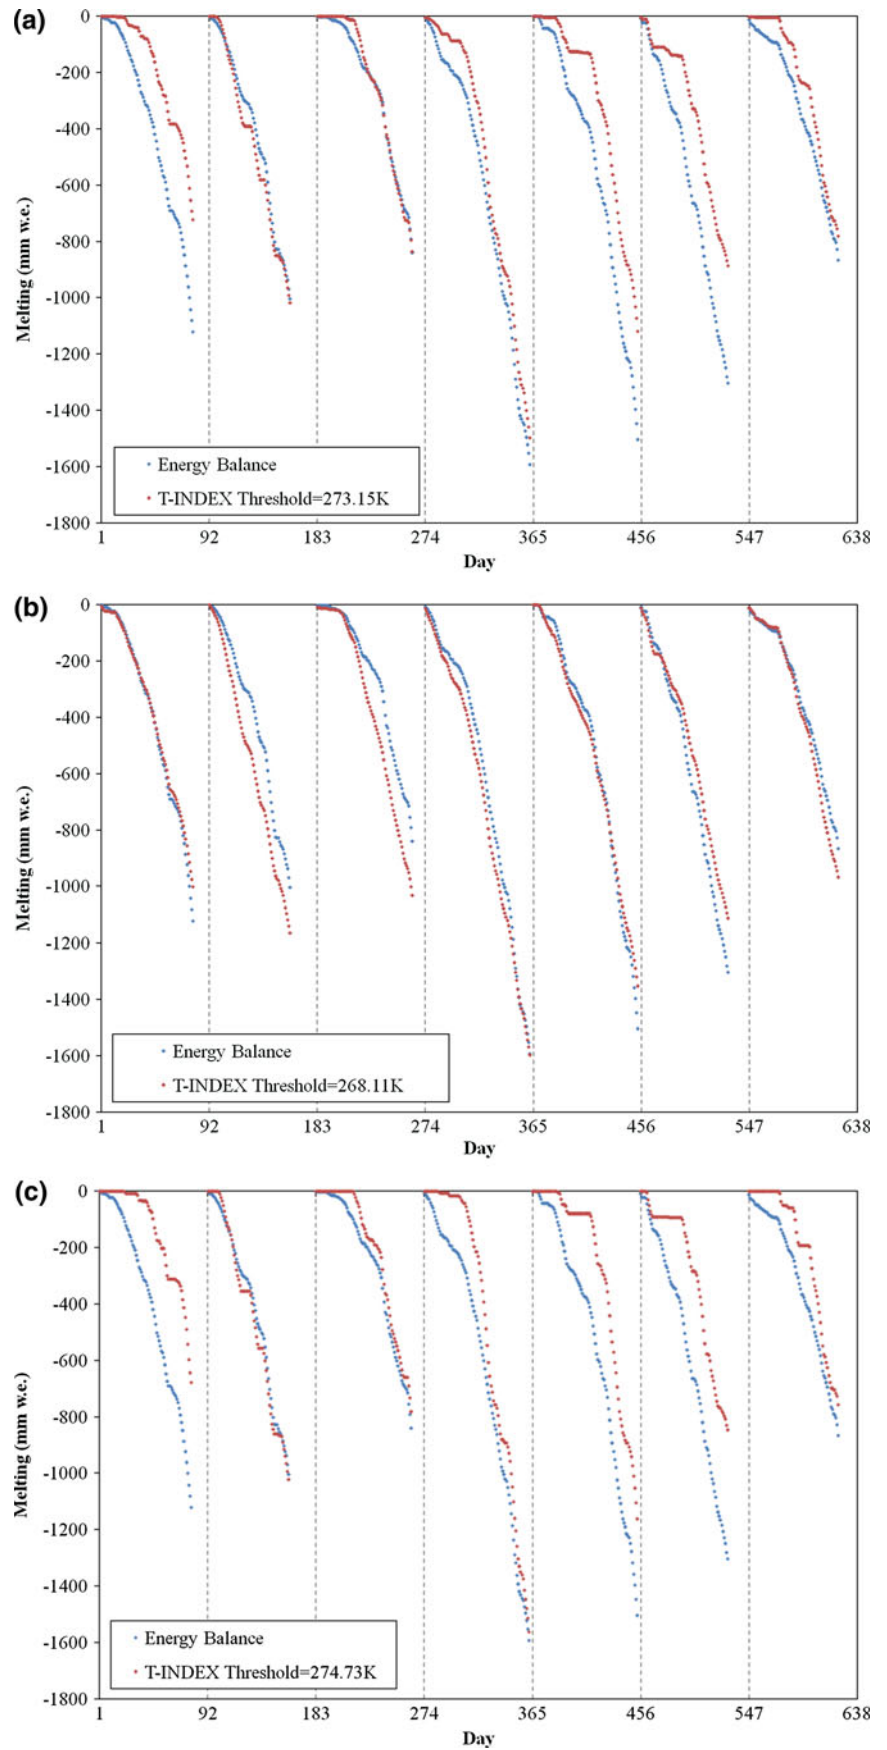 (a)
0
-200
-400
-600
-800
-1000
-1200
-1400
-1600
-1800
Melting (mm w.e.)
Energy Balance
T-INDEX Threshold=273.15K
1 92 183 274 365 456 547 638
Day
(b)
0
-200
-400
-600
-800
-1000
-1200
-1400
-1600
-1800
Melting (mm w.e.)
Energy Balance
T-INDEX Threshold=268.11K
1 92 183 274 365 456 547 638
Day
(c)
0
-200
-400
-600
-800
-1000
-1200
-1400
-1600
-1800
Melting (mm w.e.)
Energy Balance
T-INDEX Threshold=274.73K
1 92 183 274 365 456 547 638
Day